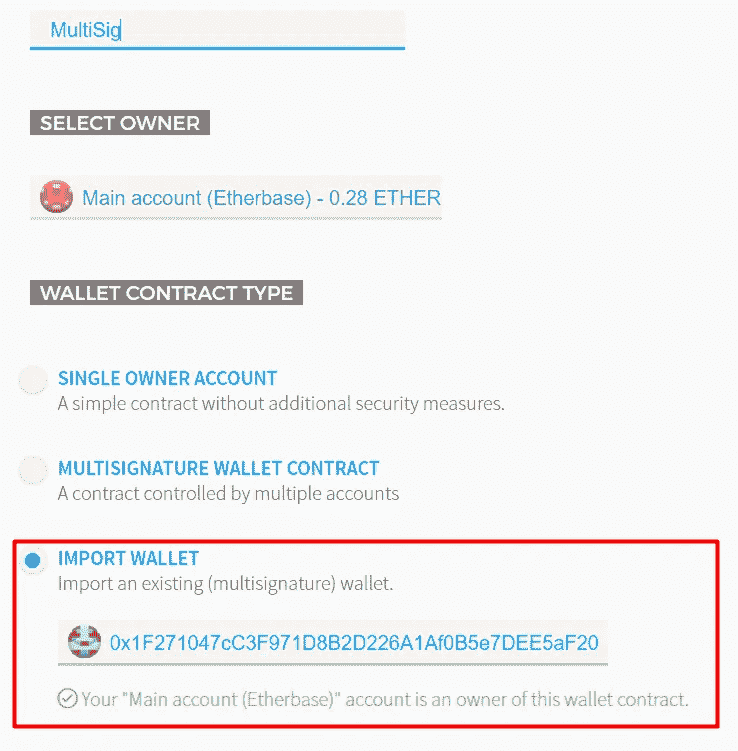 MultiSig
SELECT OWNER
Main account (Etherbase) - 0.28 ETHER
WALLET CONTRACT TYPE
SINGLE OWNER ACCOUNT
A simple contract without additional security measures.
MULTISIGNATURE WALLET CONTRACT
A contract controlled by multiple accounts
IMPORT WALLET
Import an existing (multisignature) wallet.
0x1F271047cC3F971D8B2D226A1Af0B5e7DEE5aF20
Your "Main account (Etherbase)" account is an owner of this wallet contract.